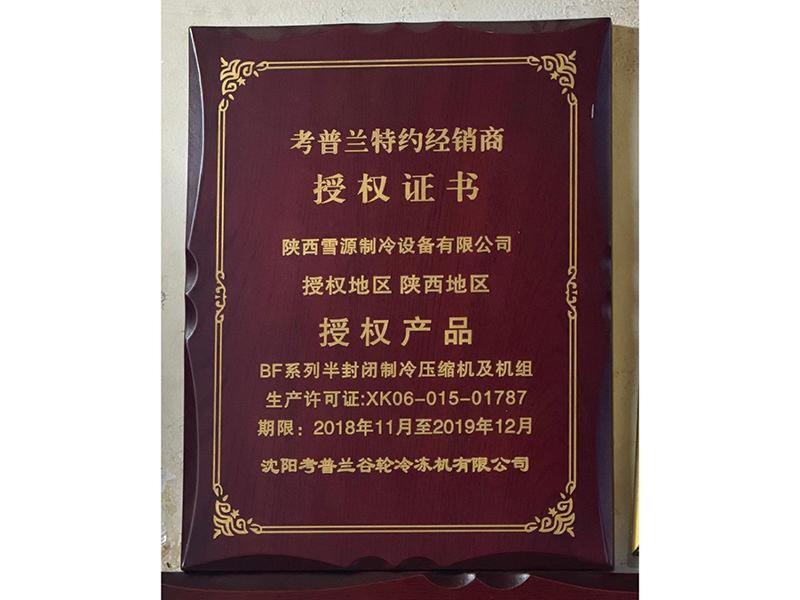 考普兰特约经销商
授权证书
陕西雪源制冷设备有限公司
授权地区 陕西地区
授权产品
BF系列半封闭制冷压缩机及机组
生产许可证:XK06-015-01787
期限：2018年11月至2019年12月
沈阳考普兰谷轮冷冻机有限公司